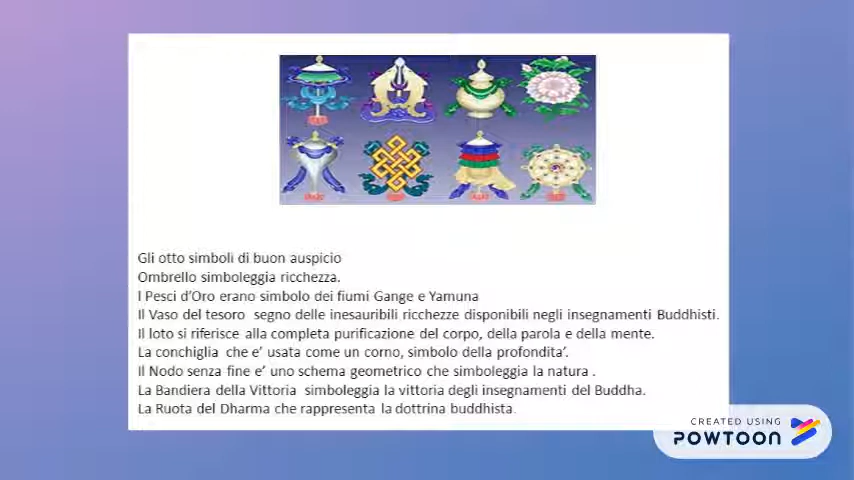 Gli otto simboli di buon auspicio
Ombrello simboleggia ricchezza.
I Pesci d’Oro erano simbolo dei fiumi Gange e Yamuna
Il Vaso del tesoro segno delle inesauribili ricchezze disponibili negli insegnamenti Buddhisti.
Il loto si riferisce alla completa purificazione del corpo, della parola e della mente.
La conchiglia che e’ usata come un corno, simbolo della profondita’.
Il Nodo senza fine e’ uno schema geometrico che simboleggia la natura .
La Bandiera della Vittoria simboleggia la vittoria degli insegnamenti del Buddha.
La Ruota del Dharma che rappresenta la dottrina buddhista.
CREATED USING
POWTOON